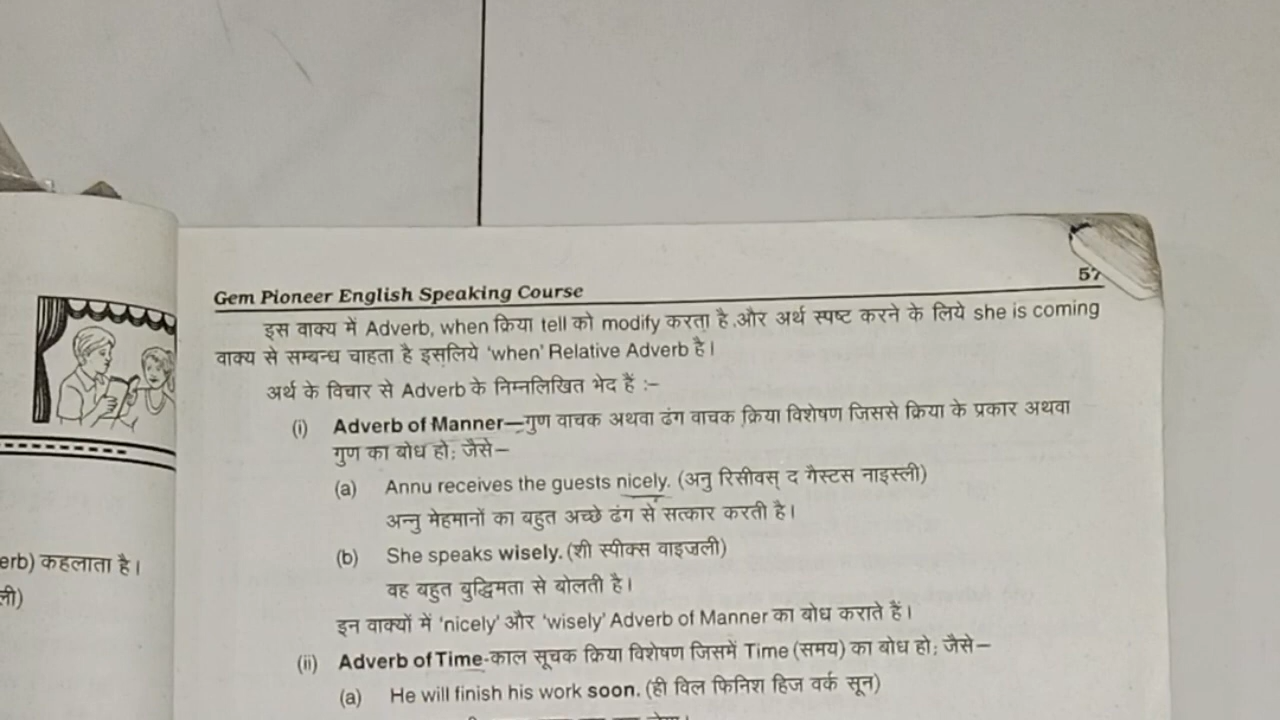 erb) कहलाता है।
ली)
Gem Pioneer English Speaking Course
57
इस वाक्य में Adverb, when क्रिया tell को modify करता है .और अर्थ स्पष्ट करने के लिये she is coming
वाक्य से सम्बन्ध चाहता है इसलिये 'when' Relative Adverb है।
अर्थ के विचार से Adverb के निम्नलिखित भेद हैं :–
(i) Adverb of Manner—गुण वाचक अथवा ढंग वाचक क्रिया विशेषण जिससे क्रिया के प्रकार अथवा
गुण का बोध हो; जैसे–
(a) Annu receives the guests nicely. (अनु रिसीवस् द गैस्टस नाइस्ली)
अन्नु मेहमानों का बहुत अच्छे ढंग से सत्कार करती है।
(b) She speaks wisely. (शी स्पीक्स वाइजली)
वह बहुत बुद्धिमता से बोलती है।
इन वाक्यों में 'nicely' और 'wisely' Adverb of Manner का बोध कराते हैं।
(ii) Adverb of Time-काल सूचक क्रिया विशेषण जिसमें Time (समय) का बोध हो; जैसे–
(a) He will finish his work soon. (ही विल फिनिश हिज वर्क सून)